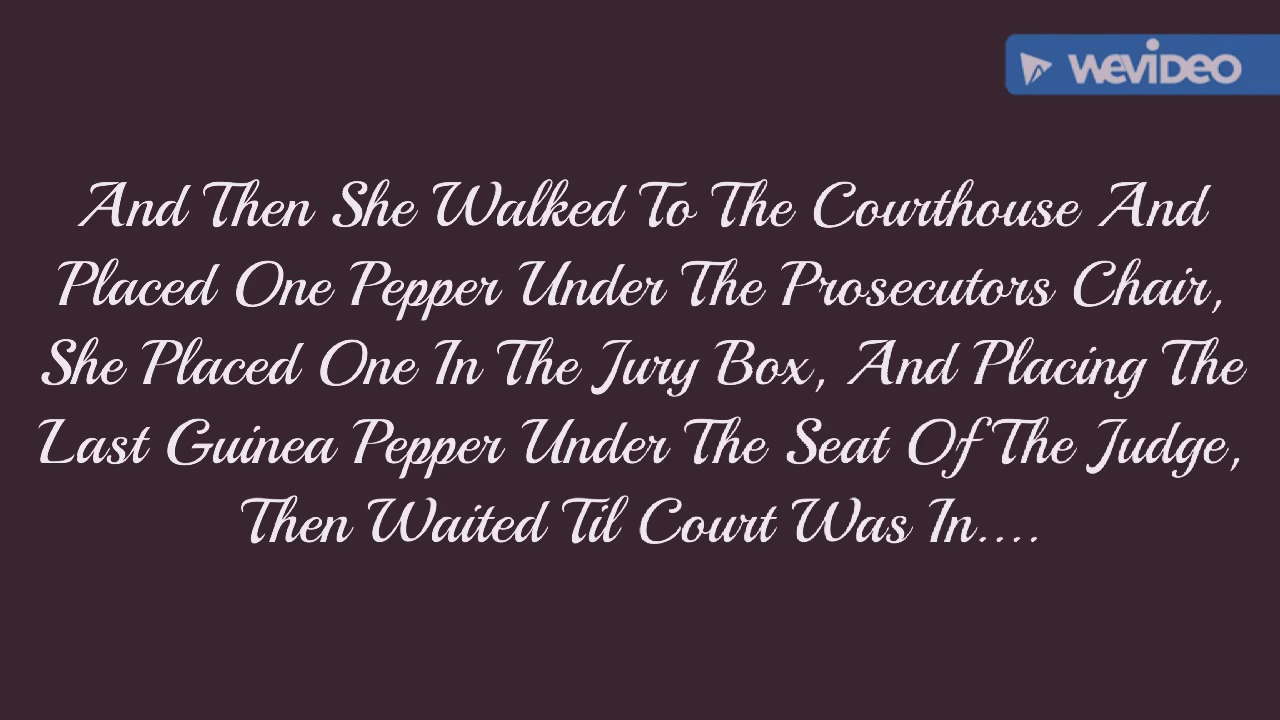 WEVIDEO
And Then She Walked To The Courthouse And
Placed One Pepper Under The Prosecutors Chair,
She Placed One In The Jury Box, And Placing The
Last Guinea Pepper Under The Seat Of The Judge,
Then Waited Til Court Was In....